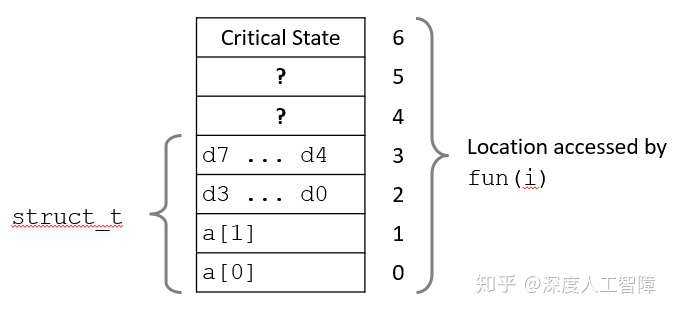 Critical State 6
? 5
? 4
d7 ... d4 3
d3 ... d0 2
a[1] 1
a[0] 0
struct_t
Location accessed by
fun(i)
知乎 @深度人工智障